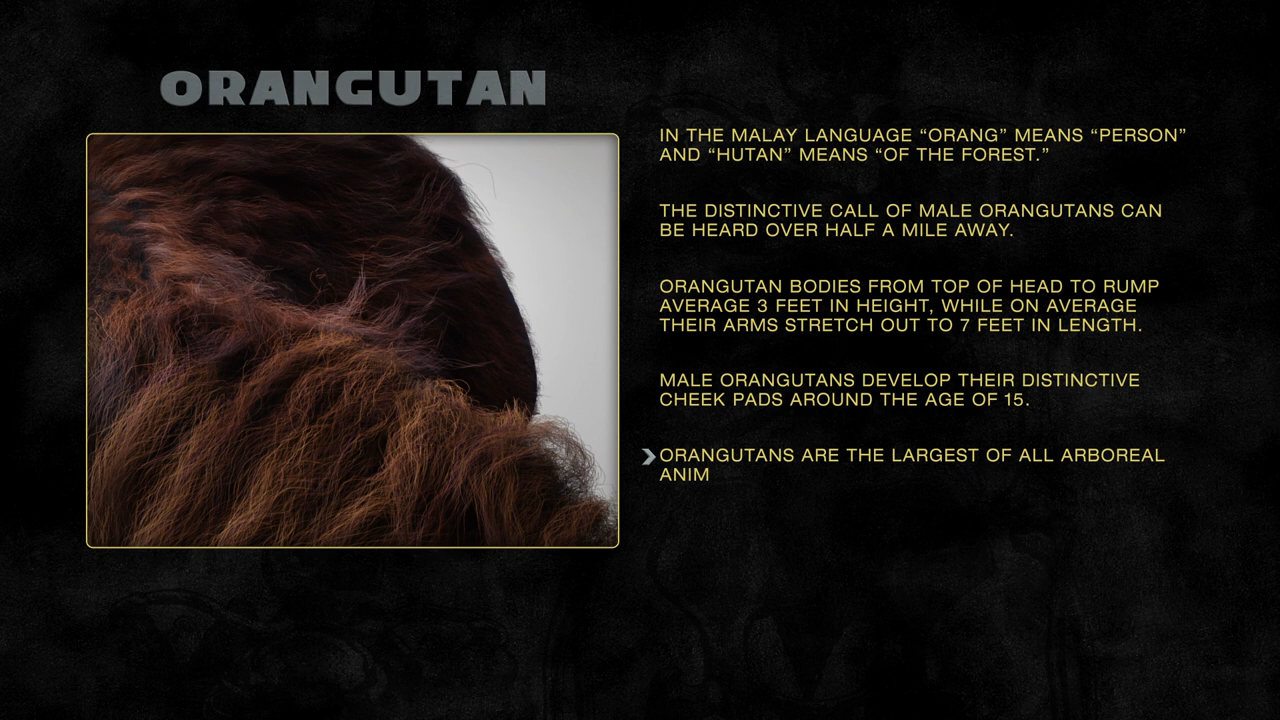 ORANGUTAN
IN THE MALAY LANGUAGE “ORANG” MEANS “PERSON”
AND “HUTAN” MEANS “OF THE FOREST.”
THE DISTINCTIVE CALL OF MALE ORANGUTANS CAN
BE HEARD OVER HALF A MILE AWAY.
ORANGUTAN BODIES FROM TOP OF HEAD TO RUMP
AVERAGE 3 FEET IN HEIGHT, WHILE ON AVERAGE
THEIR ARMS STRETCH OUT TO 7 FEET IN LENGTH.
MALE ORANGUTANS DEVELOP THEIR DISTINCTIVE
CHEEK PADS AROUND THE AGE OF 15.
ORANGUTANS ARE THE LARGEST OF ALL ARBOREAL
ANIM